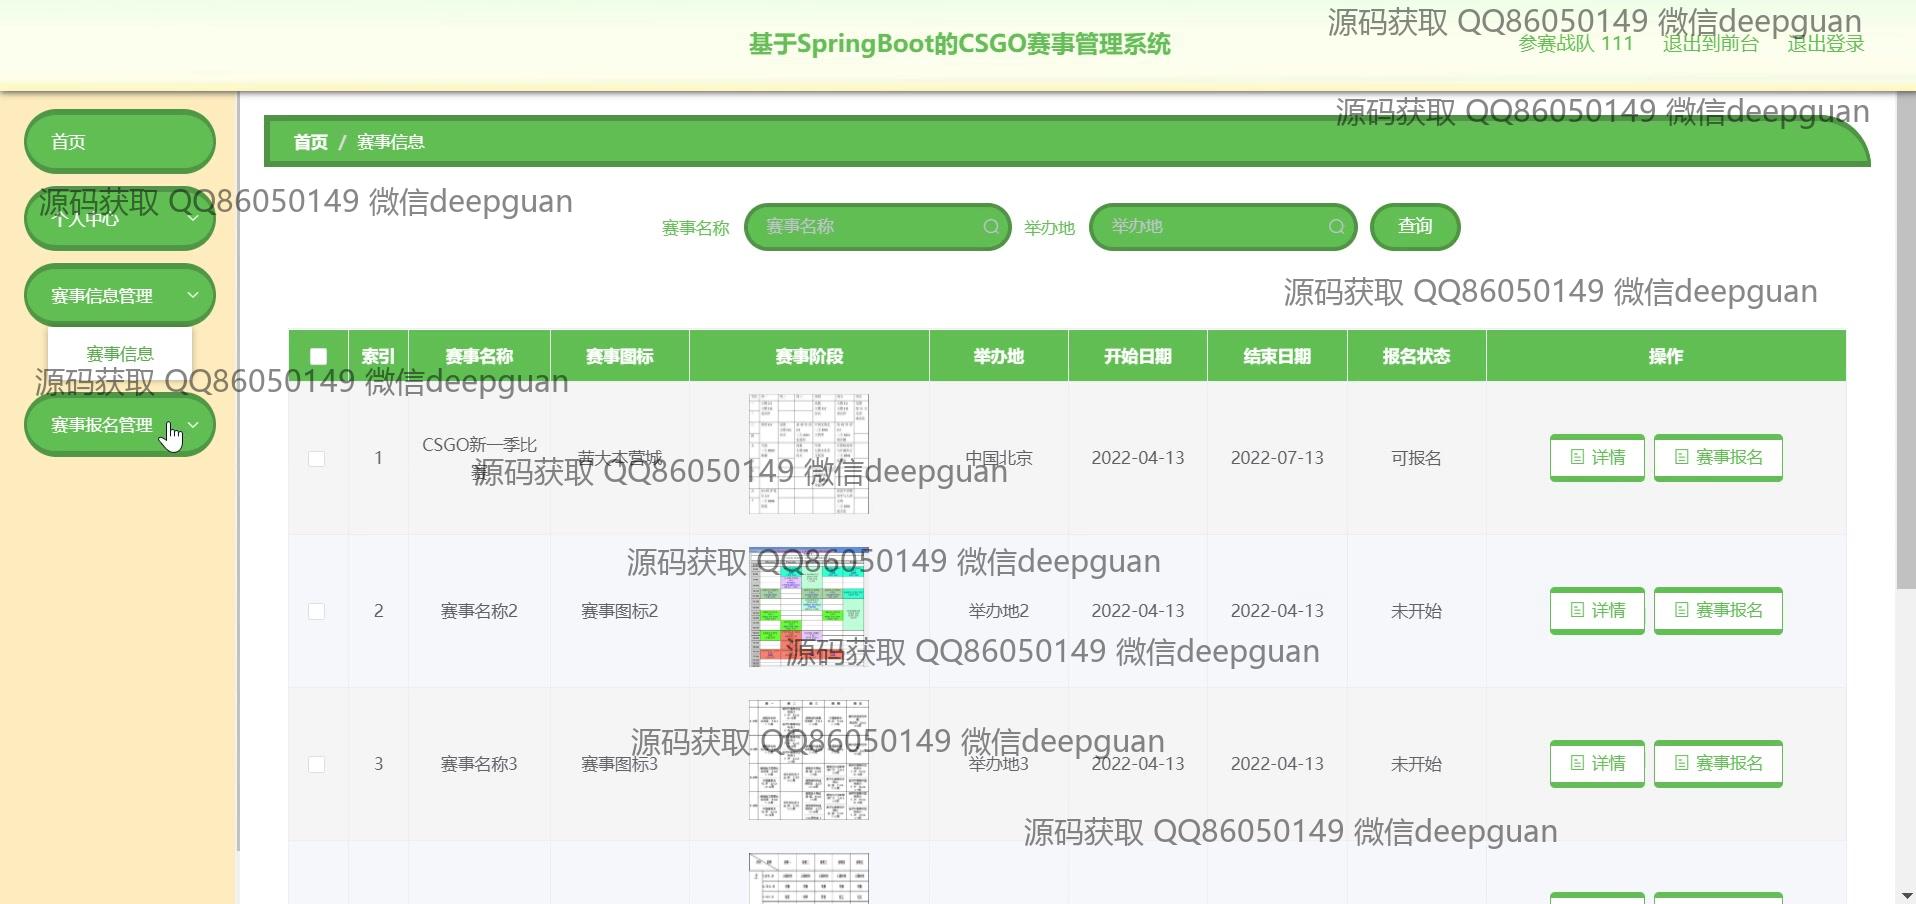 源码获取 QQ86050149 微信deepguan
基于SpringBoot的CSGO赛事管理系统
参赛战队 111 退出到前台 退出登录
源码获取 QQ86050149 微信deepguan
首页
首页 / 赛事信息
源码获取 QQ86050149 微信deepguan
个人中心
赛事名称 赛事名称 举办地 举办地 查询
源码获取 QQ86050149 微信deepguan
赛事信息管理
赛事信息
索引 赛事名称 赛事图标 赛事阶段 举办地 开始日期 结束日期 报名状态 操作
源码获取 QQ86050149 微信deepguan
赛事报名管理
1 CSGO新一季比赛 大本营城 中国北京 2022-04-13 2022-07-13 可报名 详情 赛事报名
源码获取 QQ86050149 微信deepguan
源码获取 QQ86050149 微信deepguan
2 赛事名称2 赛事图标2 举办地2 2022-04-13 2022-04-13 未开始 详情 赛事报名
源码获取 QQ86050149 微信deepguan
源码获取 QQ86050149 微信deepguan
3 赛事名称3 赛事图标3 举办地3 2022-04-13 2022-04-13 未开始 详情 赛事报名
源码获取 QQ86050149 微信deepguan